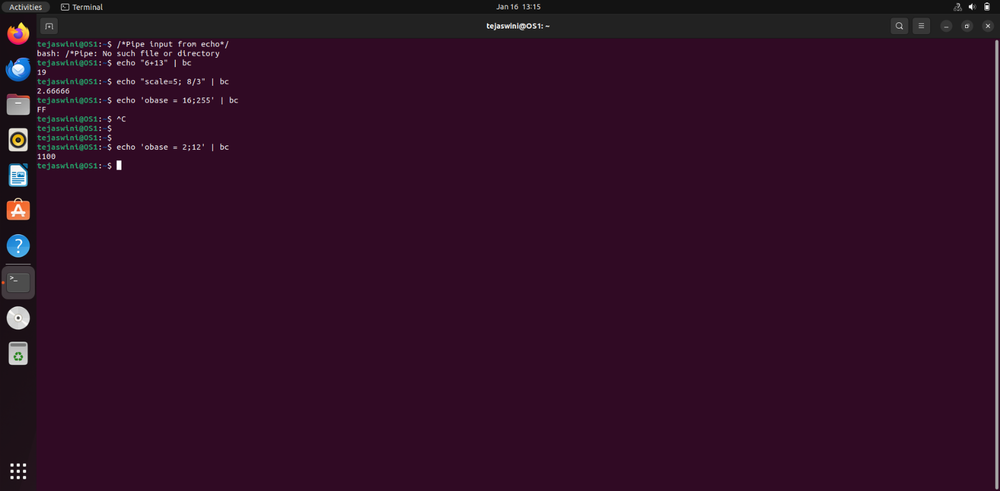 Activities
Terminal
Jan 16 13:15
tejaswini@OS1: ~
tejaswini@OS1:~$ /*Pipe input from echo*/
bash: /*Pipe: No such file or directory
tejaswini@OS1:~$ echo "6+13" | bc
19
tejaswini@OS1:~$ echo "scale=5; 8/3" | bc
2.66666
tejaswini@OS1:~$ echo 'obase = 16;255' | bc
FF
tejaswini@OS1:~$ ^C
tejaswini@OS1:~$
tejaswini@OS1:~$
tejaswini@OS1:~$ echo 'obase = 2;12' | bc
1100
tejaswini@OS1:~$